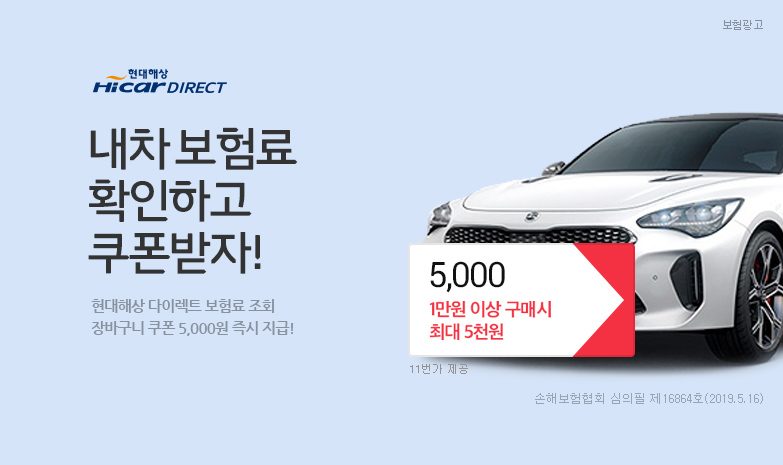 보험광고
현대해상
Hicar DIRECT
내차 보험료
확인하고
쿠폰받자!
현대해상 다이렉트 보험료 조회
장바구니 쿠폰 5,000원 즉시 지급!
5,000
1만원 이상 구매시
최대 5천원
11번가 제공
손해보험협회 심의필 제16864호(2019.5.16)